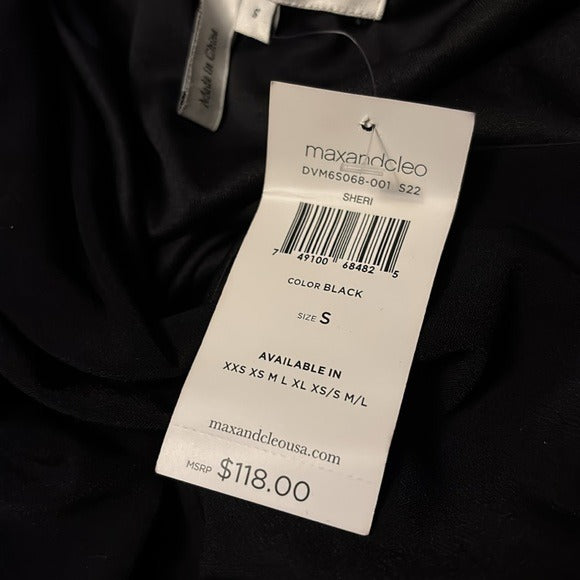 S
Made in China
maxandcleo
DVM6S068-001 S22
SHERI
7 49100 68482 5
COLOR BLACK
SIZE S
AVAILABLE IN
XXS XS M L XL XS/S M/L
maxandcleousa.com
MSRP $118.00